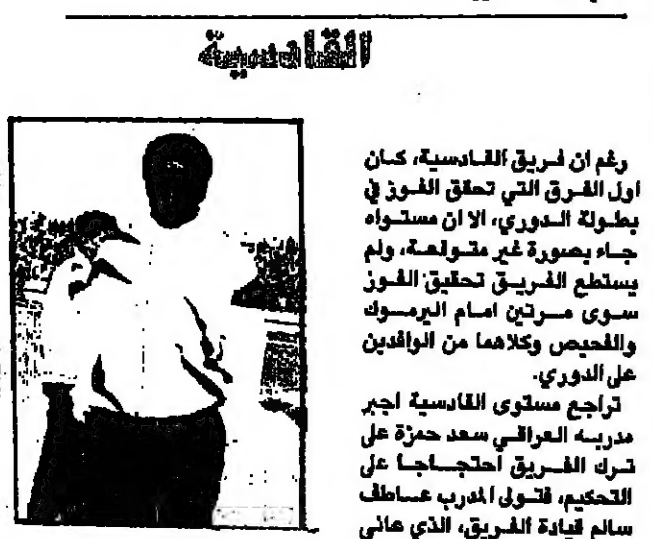 القادسية
رغم ان فريق القادسية، كان
اول الفرق التي تحقق الفوز في
بطولة الدوري، الا ان مستواه
جاء بصورة غير متوقعة، ولم
يستطع الفريق تحقيق الفوز
سوى مرتين امام اليرموك
والفحيص وكلاهما من الوافدين
على الدوري.
تراجع مستوى القادسية اجبر
مدربه العراقي سعد حمزة على
ترك الفريق احتجاجا على
التحكيم، فتولى المدرب عاطف
سالم قيادة الفريق، الذي عانى